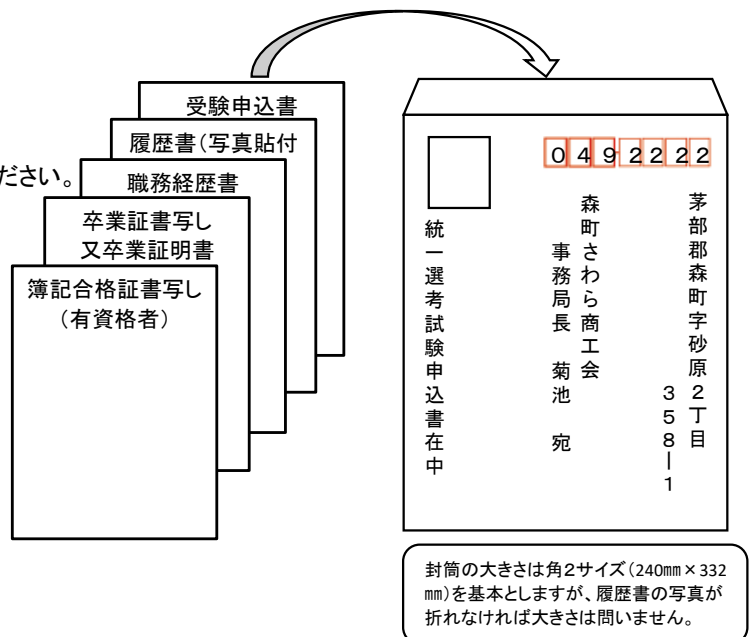 受験申込書
履歴書(写真貼付
ださい。
職務経歴書
卒業証書写し
又卒業証明書
簿記合格証書写し
(有資格者)
049-2222
茅部郡森町字砂原2丁目
358ー1
森町さわら商工会
事務局長 菊池 宛
統一選考試験申込書在中
封筒の大きさは角2サイズ(240㎜×332
㎜)を基本としますが、履歴書の写真が
折れなければ大きさは問いません。